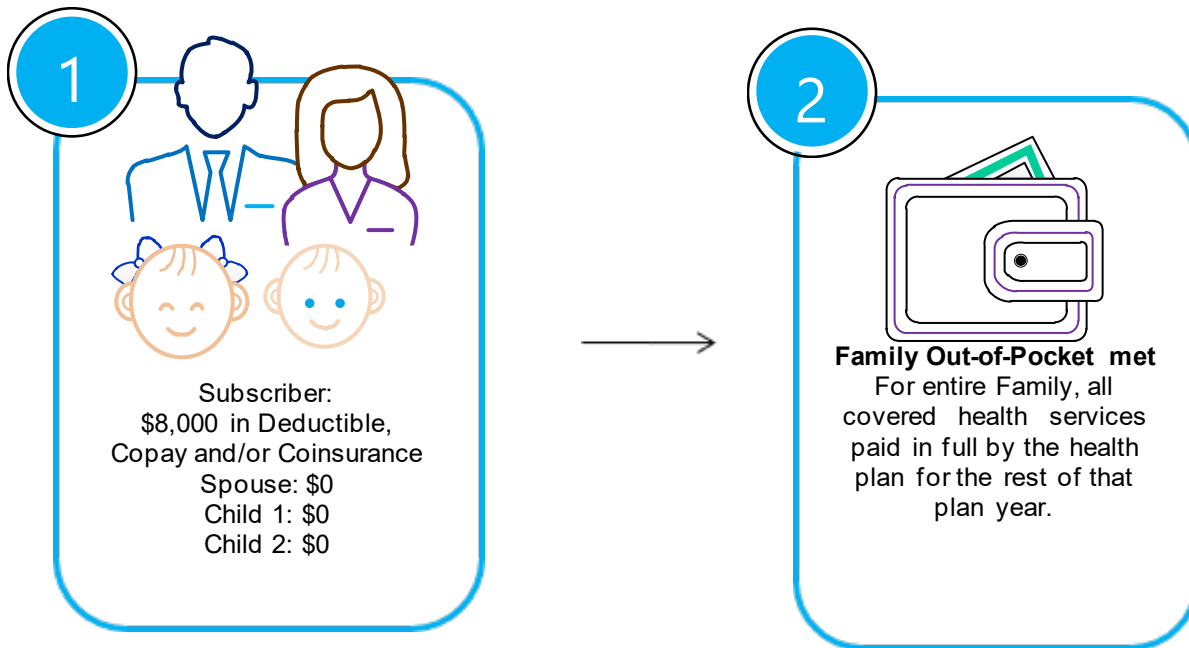 1
Subscriber:
$8,000 in Deductible,
Copay and/or Coinsurance
Spouse: $0
Child 1: $0
Child 2: $0
2
Family Out-of-Pocket met
For entire Family, all
covered health services
paid in full by the health
plan for the rest of that
plan year.